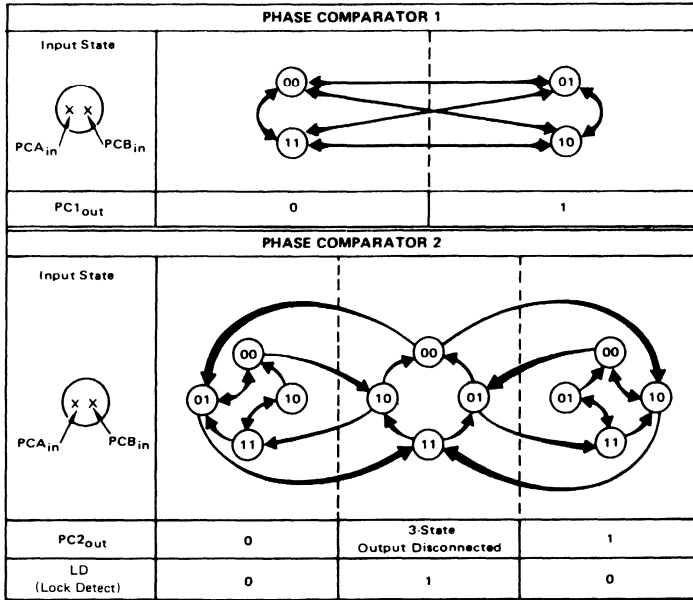 PHASE COMPARATOR 1
Input State
00
01
X X
PCAin
PCBin
11
10
PC1out
0
1
PHASE COMPARATOR 2
Input State
00
00
00
01
10
10
01
01
10
X X
PCAin
PCBin
11
11
11
PC2out
0
3-State
Output Disconnected
1
LD
(Lock Detect)
0
1
0